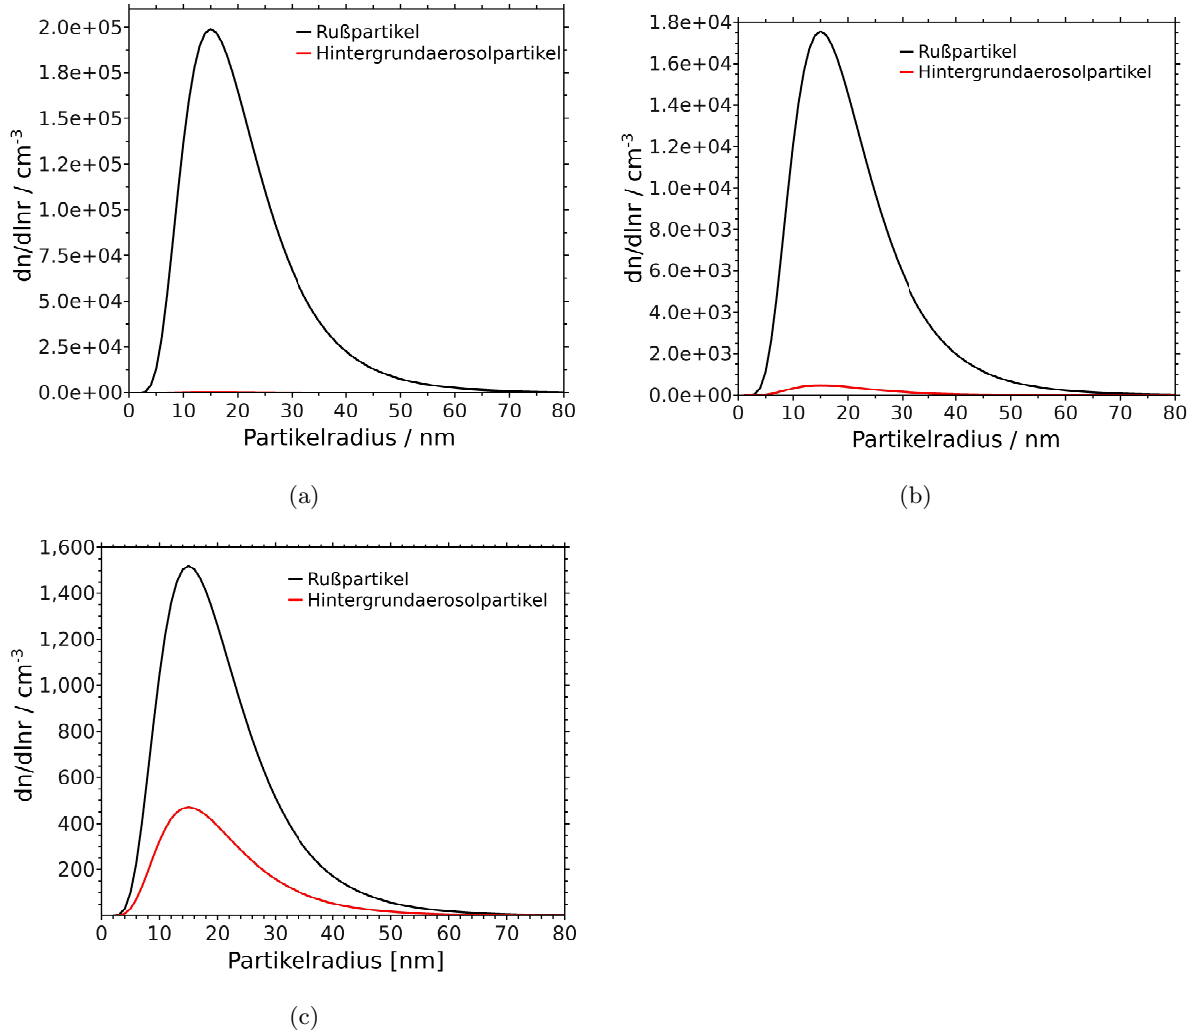 2.0e+05
1.8e+05
1.5e+05
1.2e+05
1.0e+05
7.5e+04
5.0e+04
2.5e+04
0.0e+00
dn/dlnr / cm-3
Rußpartikel
Hintergrundaerosolpartikel
0 10 20 30 40 50 60 70 80
Partikelradius / nm
(a)
1.8e+04
1.6e+04
1.4e+04
1.2e+04
1.0e+04
8.0e+03
6.0e+03
4.0e+03
2.0e+03
0.0e+00
dn/dlnr / cm-3
Rußpartikel
Hintergrundaerosolpartikel
0 10 20 30 40 50 60 70 80
Partikelradius / nm
(b)
1,600
1,400
1,200
1,000
800
600
400
200
dn/dlnr / cm-3
Rußpartikel
Hintergrundaerosolpartikel
0 10 20 30 40 50 60 70 80
Partikelradius [nm]
(c)